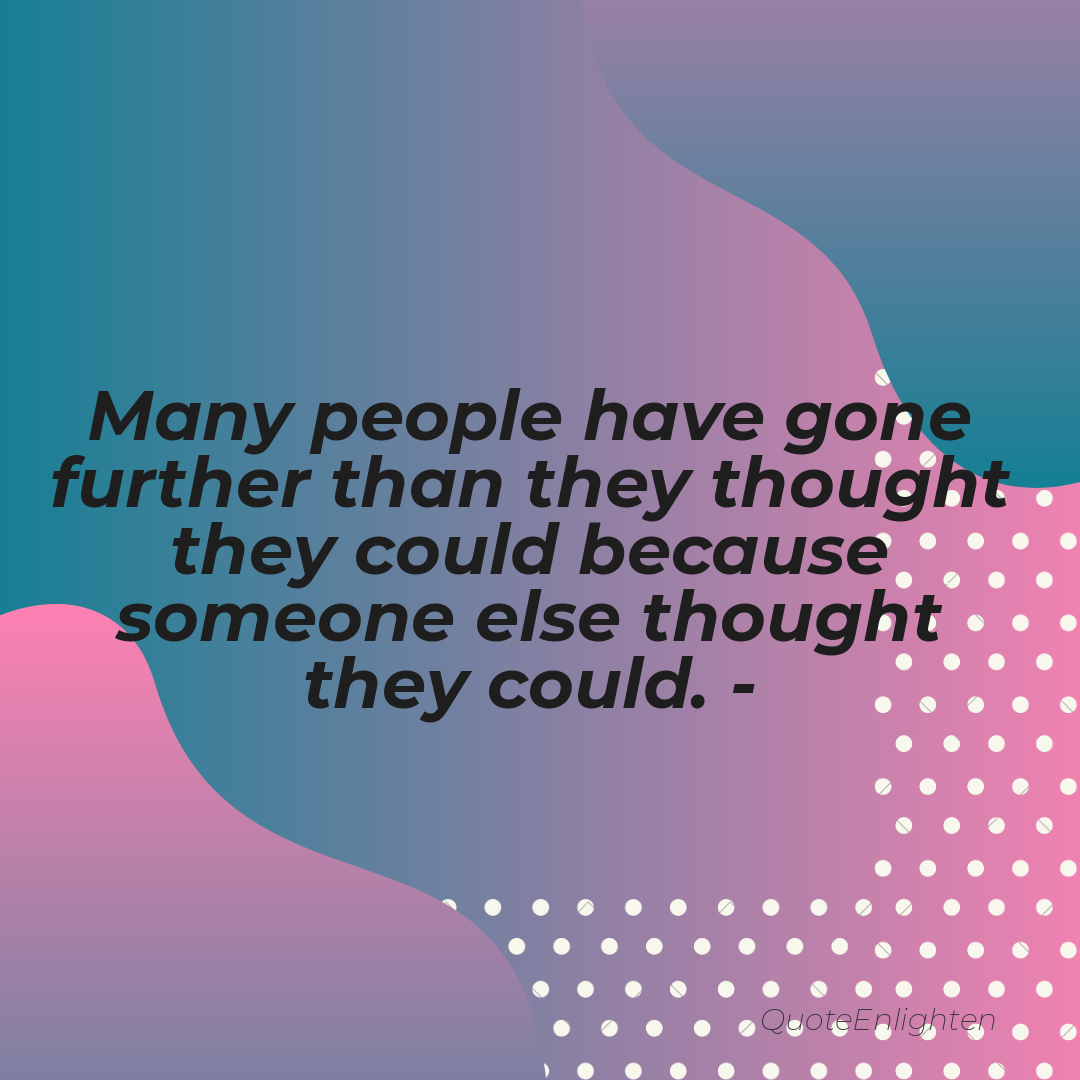 Many people have gone
further than they thought
they could because
someone else thought
they could. -
QuoteEnlighten